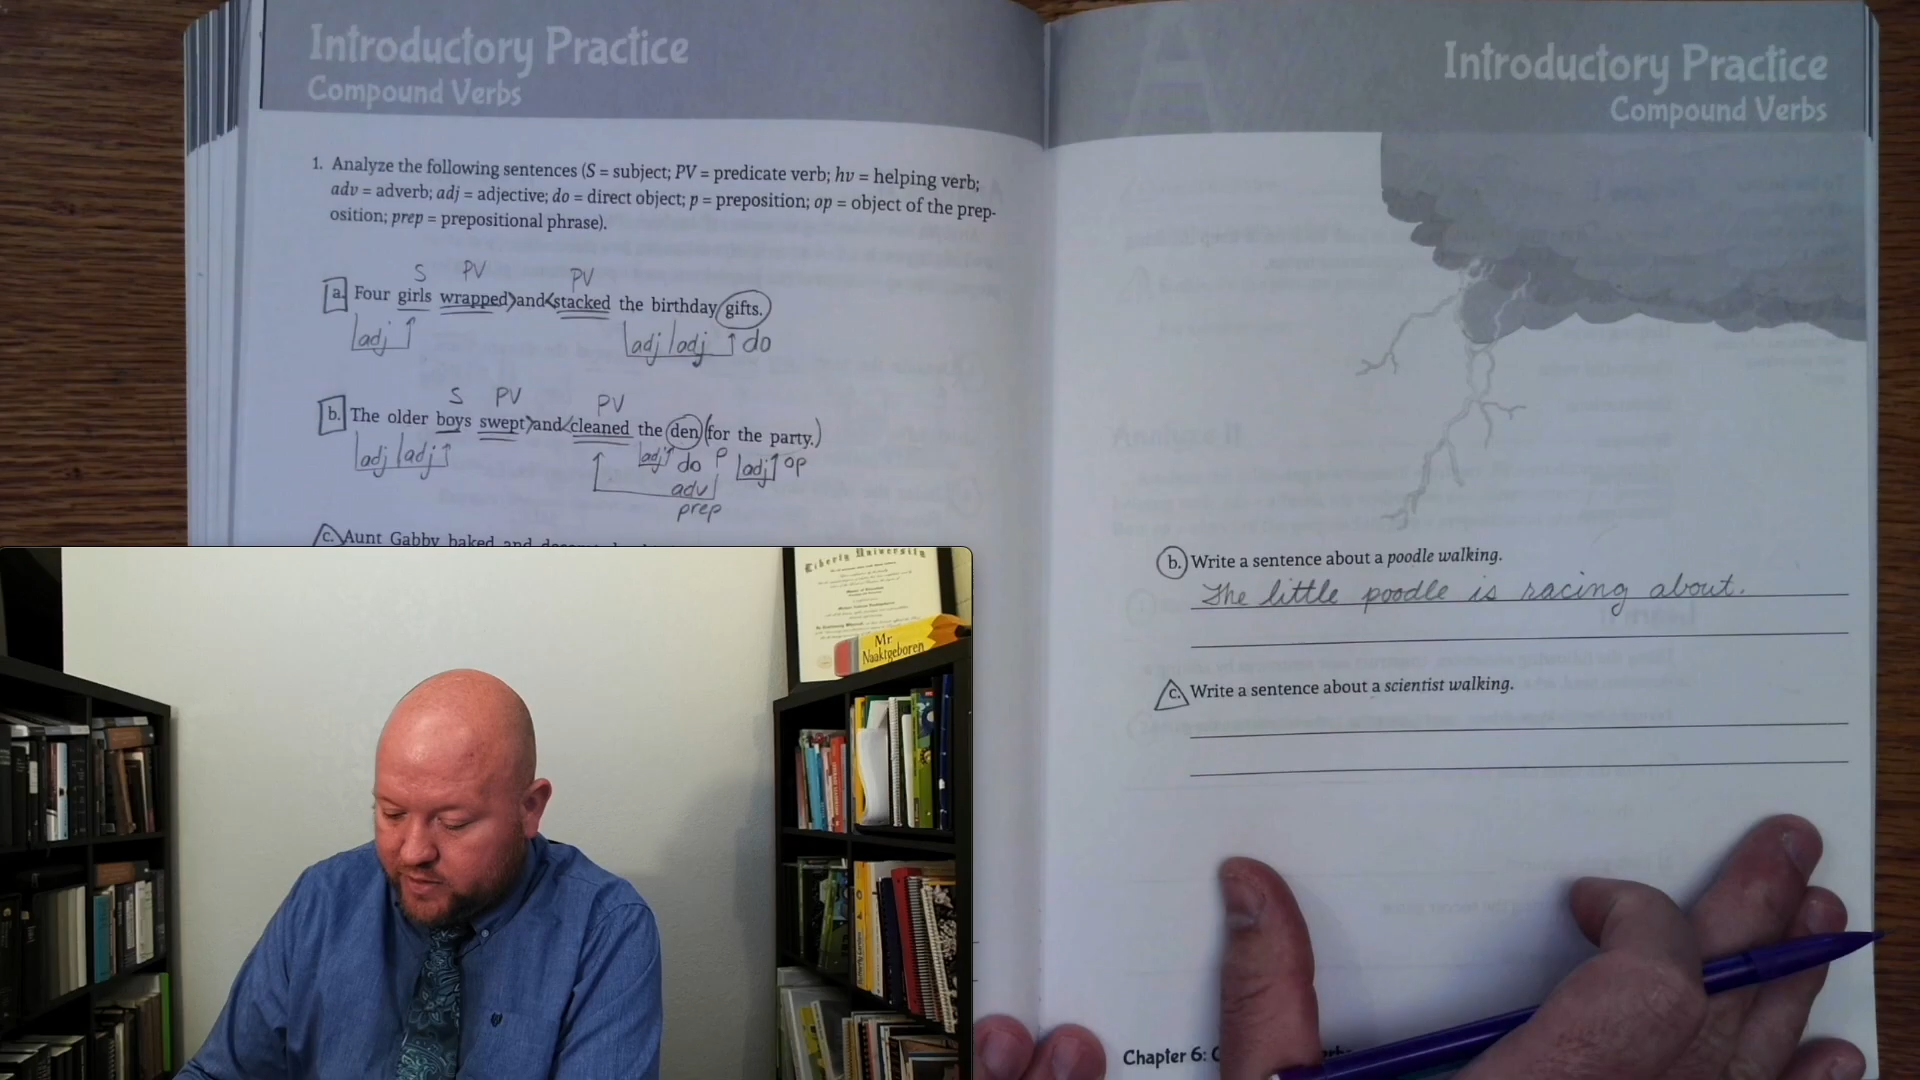 Introductory Practice
Compound Verbs
1. Analyze the following sentences (S = subject; PV = predicate verb; hv = helping verb;
adv = adverb; adj = adjective; do = direct object; p = preposition; op = object of the prep-
osition; prep = prepositional phrase).
S PV PV
a. Four girls wrapped and stacked the birthday gifts.
adj adj adj do
S PV PV
b. The older boys swept and cleaned the den (for the party.)
adj adj adj do p adj op
adv
prep
c. Aunt Gabby baked and
Liberty University
Mr
Naaktgeboren
Introductory Practice
Compound Verbs
b. Write a sentence about a poodle walking.
The little poodle is racing about.
c. Write a sentence about a scientist walking.
Chapter 6: